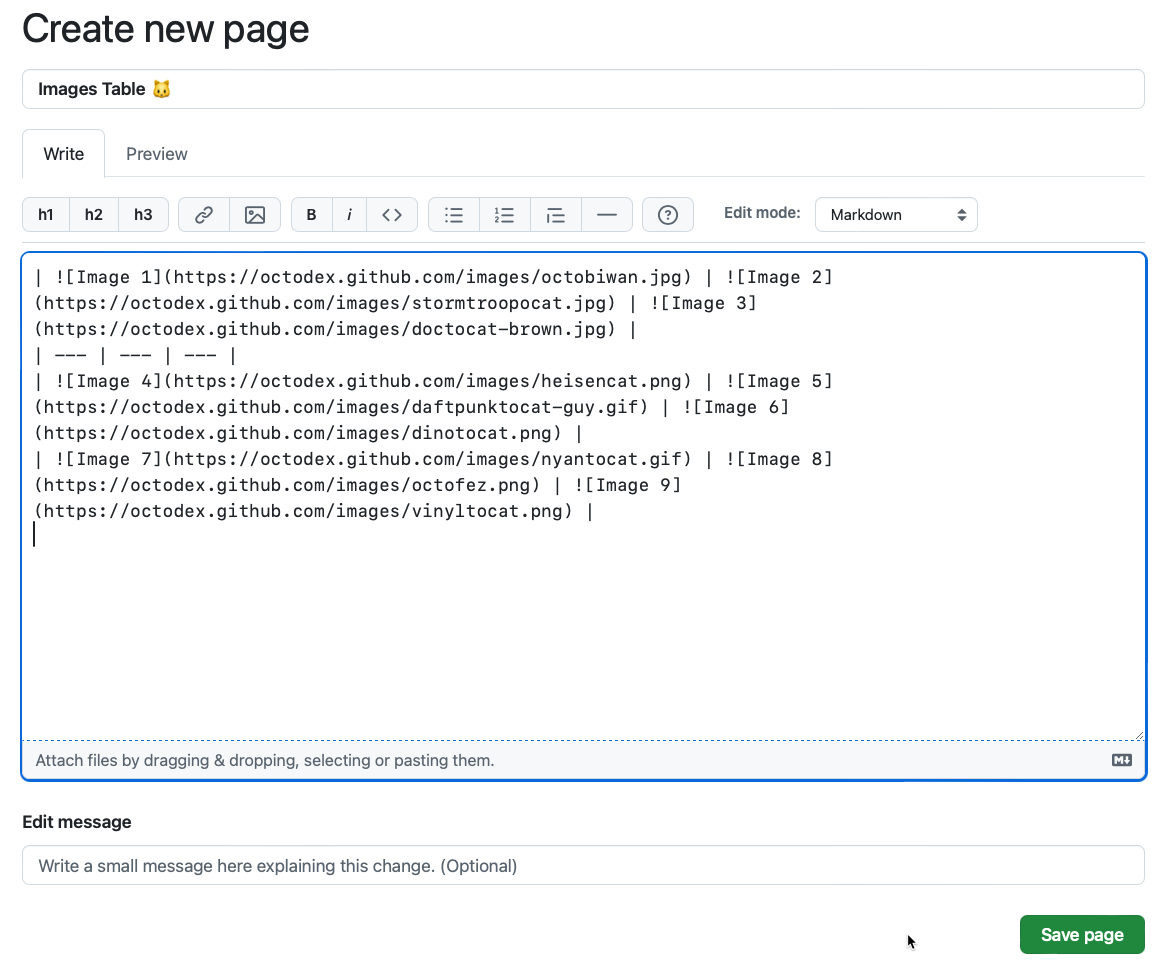 Create new page
Images Table 🐱
Write Preview
h1 h2 h3 B i <> Edit mode: Markdown
| ![Image 1](https://octodex.github.com/images/octobiwan.jpg) | ![Image 2]
(https://octodex.github.com/images/stormtroopocat.jpg) | ![Image 3]
(https://octodex.github.com/images/doctocat-brown.jpg) |
| --- | --- | --- |
| ![Image 4](https://octodex.github.com/images/heisencat.png) | ![Image 5]
(https://octodex.github.com/images/daftpunktocat-guy.gif) | ![Image 6]
(https://octodex.github.com/images/dinotocat.png) |
| ![Image 7](https://octodex.github.com/images/nyantocat.gif) | ![Image 8]
(https://octodex.github.com/images/octofez.png) | ![Image 9]
(https://octodex.github.com/images/vinyltocat.png) |
Attach files by dragging & dropping, selecting or pasting them.
Edit message
Write a small message here explaining this change. (Optional)
Save page